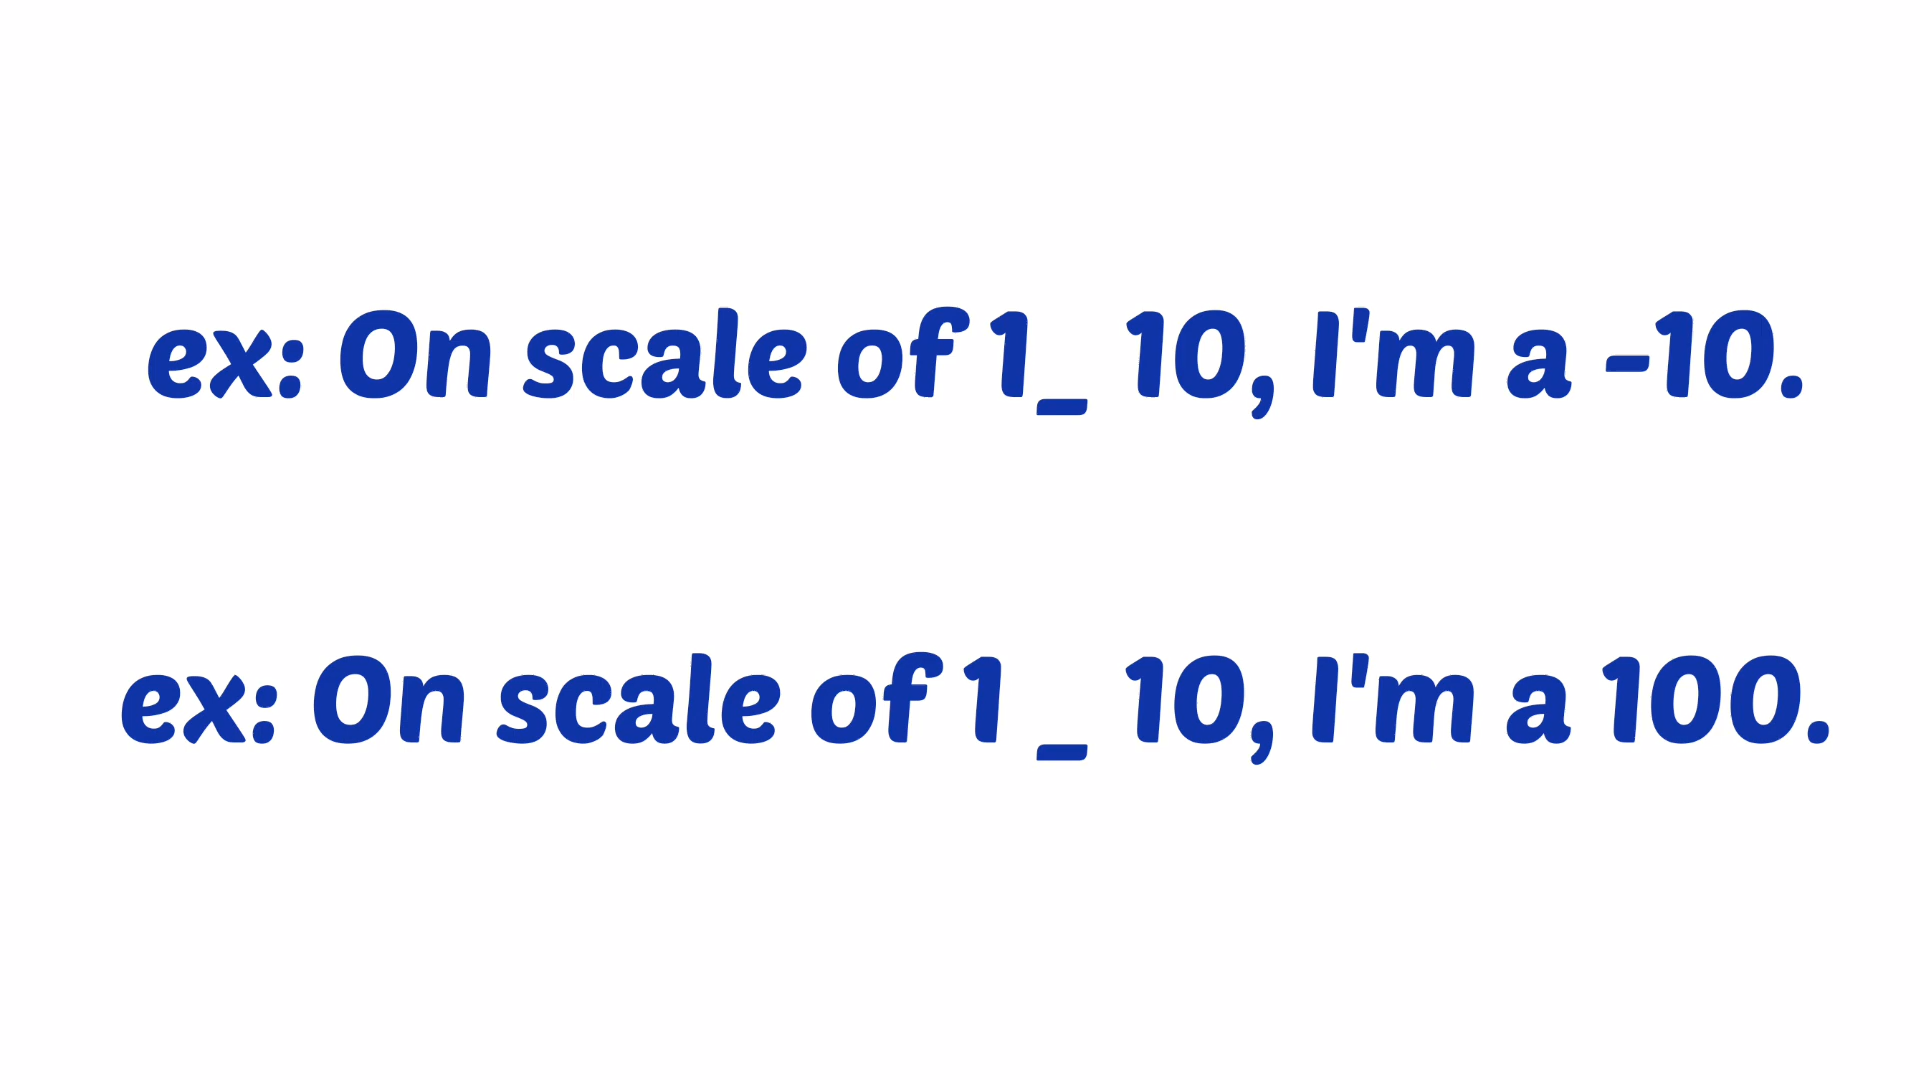 ex: On scale of 1_ 10, I'm a -10.
ex: On scale of 1 _ 10, I'm a 100.